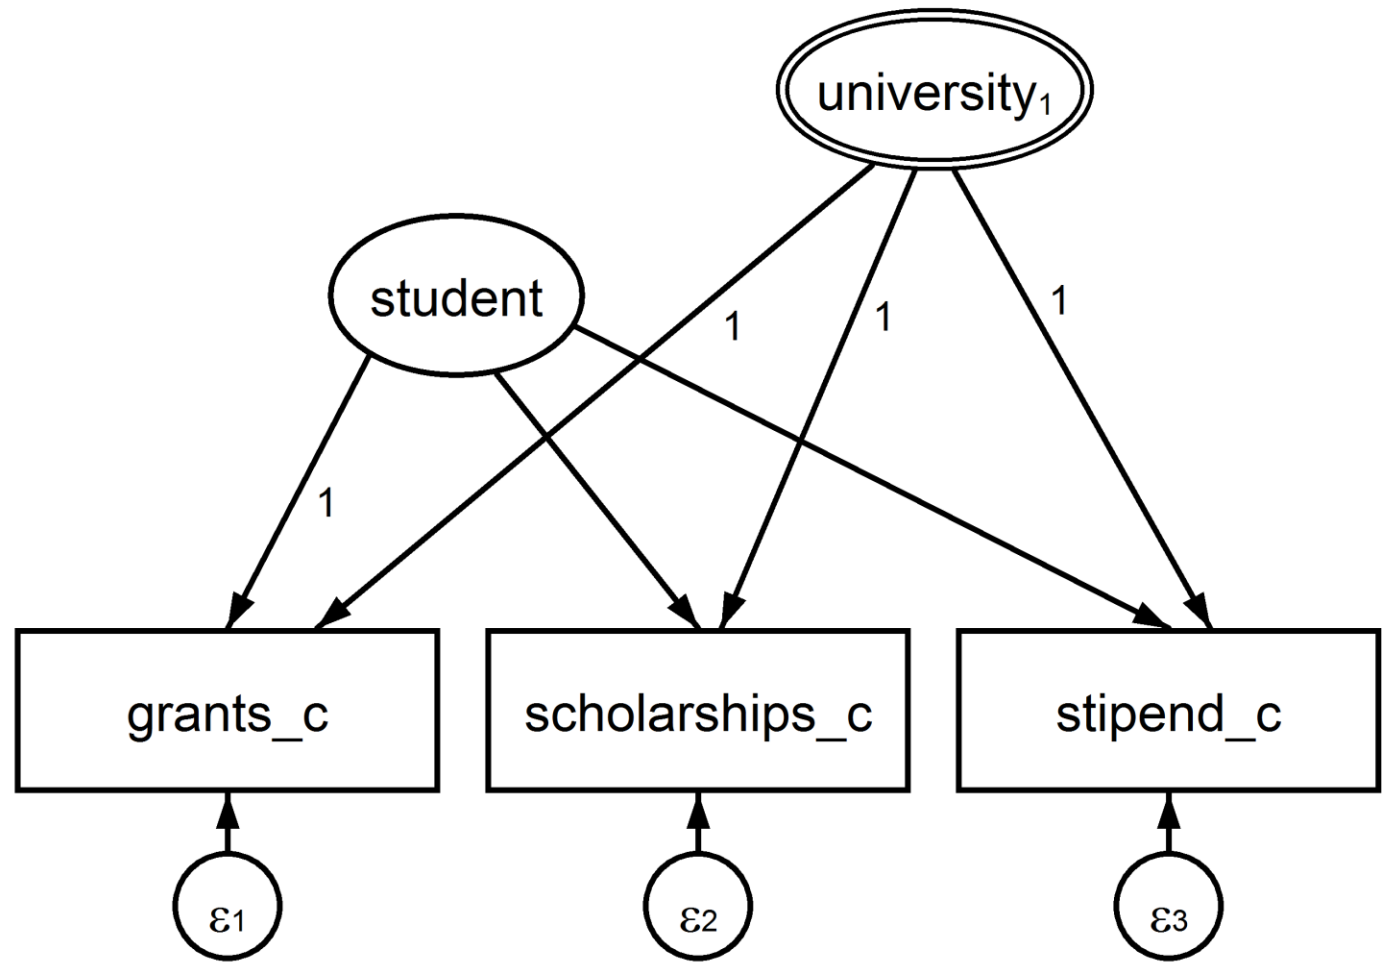 university₁
student
1
1
1
1
grants_c
scholarships_c
stipend_c
ε1
ε2
ε3